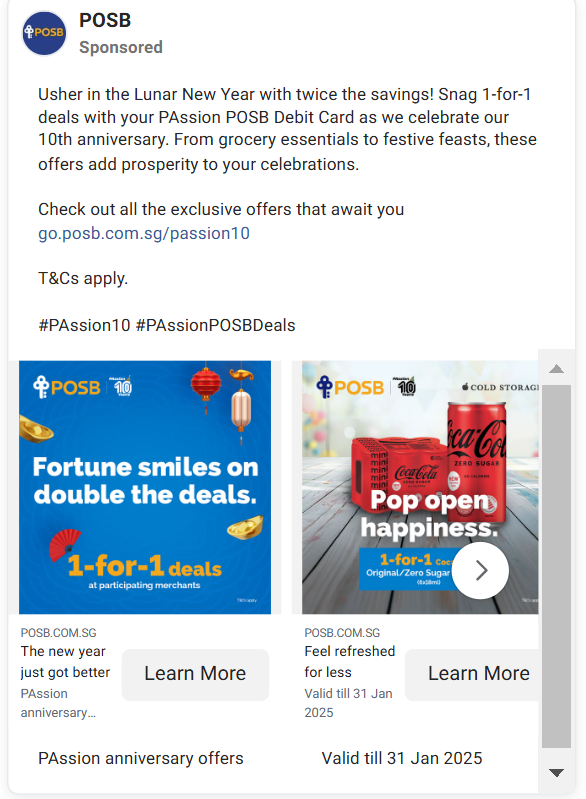 POSB
POSB
Sponsored
Usher in the Lunar New Year with twice the savings! Snag 1-for-1
deals with your PAssion POSB Debit Card as we celebrate our
10th anniversary. From grocery essentials to festive feasts, these
offers add prosperity to your celebrations.
Check out all the exclusive offers that await you
go.posb.com.sg/passion10
T&Cs apply.
#PAssion10 #PAssionPOSBDeals
POSB
10
Fortune smiles on
double the deals.
1-for-1 deals
at participating merchants
T&Cs apply
POSB.COM.SG
The new year
just got better
PAssion
anniversary...
Learn More
PAssion anniversary offers
POSB
10
COLD STORAG
Coca-Col
ZERO SUGAR
mini
Coca-Cola
Pop open
happiness.
1-for-1 Coc
Original/Zero Sugar
POSB.COM.SG
Feel refreshed
for less
Valid till 31 Jan
2025
Learn More
Valid till 31 Jan 2025